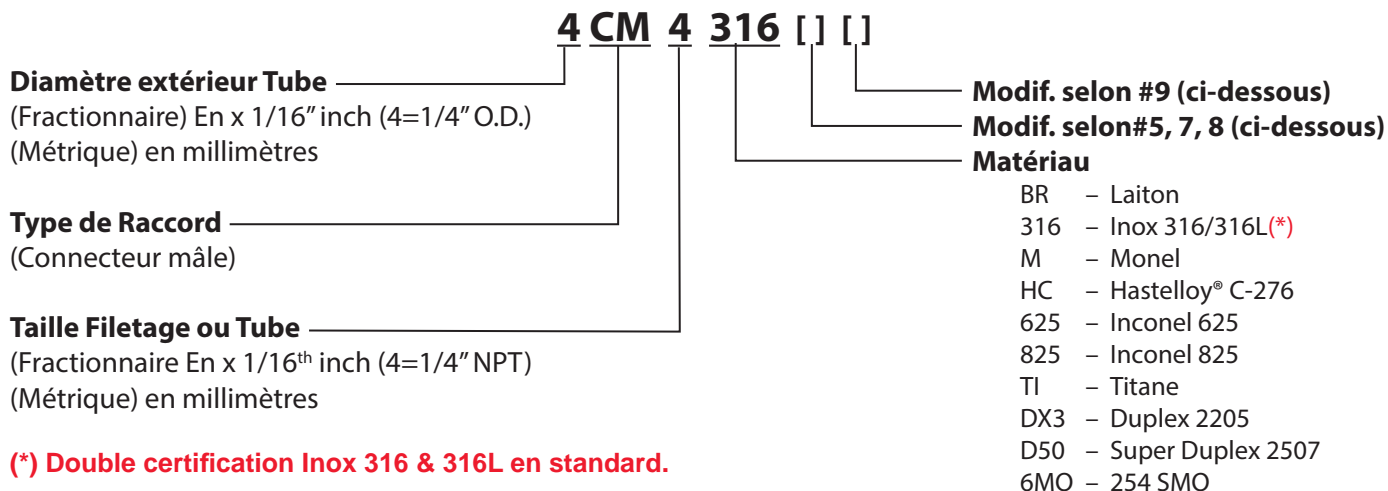 4 CM 4 316 [ ] [ ]
Diamètre extérieur Tube
(Fractionnaire) En x 1/16” inch (4=1/4” O.D.)
(Métrique) en millimètres
Type de Raccord
(Connecteur mâle)
Taille Filetage ou Tube
(Fractionnaire En x 1/16th inch (4=1/4” NPT)
(Métrique) en millimètres
(*) Double certification Inox 316 & 316L en standard.
Modif. selon #9 (ci-dessous)
Modif. selon#5, 7, 8 (ci-dessous)
Matériau
BR – Laiton
316 – Inox 316/316L(*)
M – Monel
HC – Hastelloy® C-276
625 – Inconel 625
825 – Inconel 825
TI – Titane
DX3 – Duplex 2205
D50 – Super Duplex 2507
6MO – 254 SMO